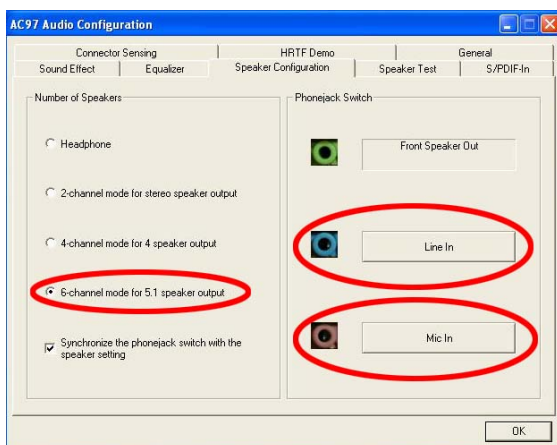 AC97 Audio Configuration
Connector Sensing
HRTF Demo
General
Sound Effect
Equalizer
Speaker Configuration
Speaker Test
S/PDIF-In
Number of Speakers
Headphone
2-channel mode for stereo speaker output
4-channel mode for 4 speaker output
6-channel mode for 5.1 speaker output
Synchronize the phonejack switch with the
speaker setting
Phonejack Switch
Front Speaker Out
Line In
Mic In
OK